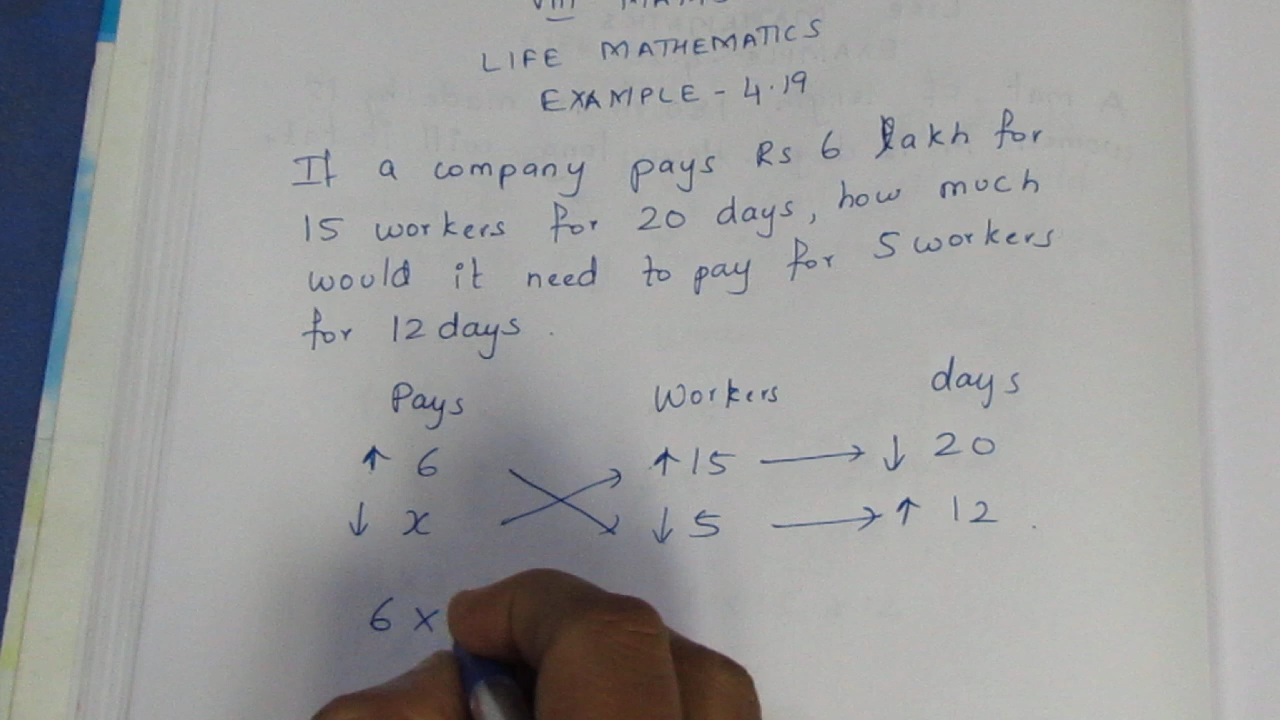 VIII MATHS
LIFE MATHEMATICS
EXAMPLE - 4.19
If a company pays Rs 6 lakh for
15 workers for 20 days, how much
would it need to pay for 5 workers
for 12 days.
Pays Workers days
↑ 6 ↑ 15 → ↓ 20
↓ x ↓ 5 → ↑ 12.
6 ×